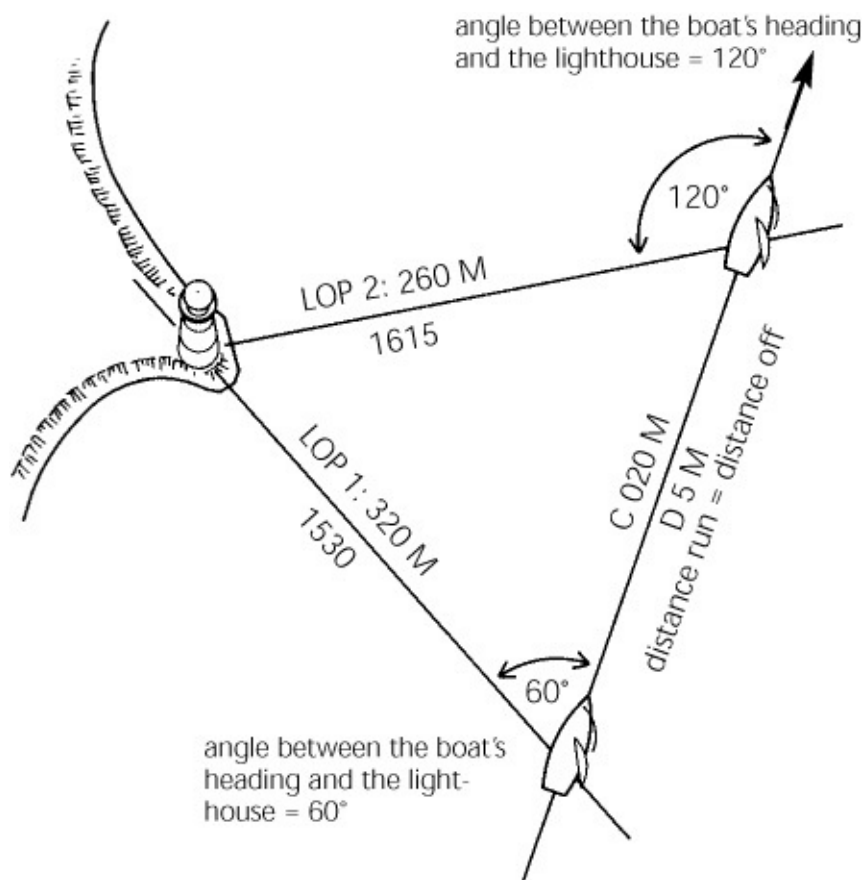 angle between the boat's heading
and the lighthouse = 120°
120°
LOP 2: 260 M
1615
LOP 1: 320 M
1530
C 020 M
D 5 M
distance run = distance off
60°
angle between the boat's
heading and the light-
house = 60°